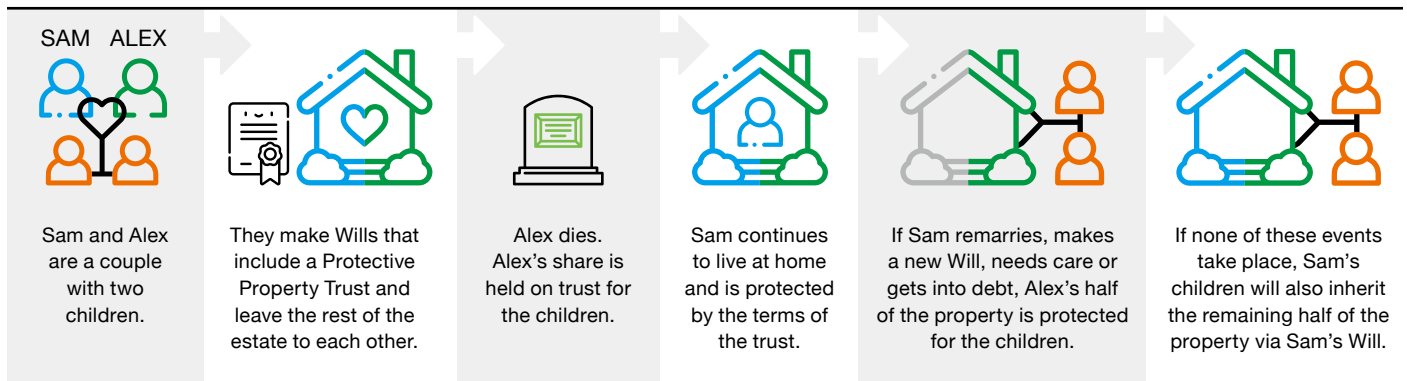 SAM ALEX
Sam and Alex
are a couple
with two
children.
They make Wills that
include a Protective
Property Trust and
leave the rest of the
estate to each other.
Alex dies.
Alex's share is
held on trust for
the children.
Sam continues
to live at home
and is protected
by the terms of
the trust.
If Sam remarries, makes
a new Will, needs care or
gets into debt, Alex's half
of the property is protected
for the children.
If none of these events
take place, Sam's
children will also inherit
the remaining half of the
property via Sam's Will.